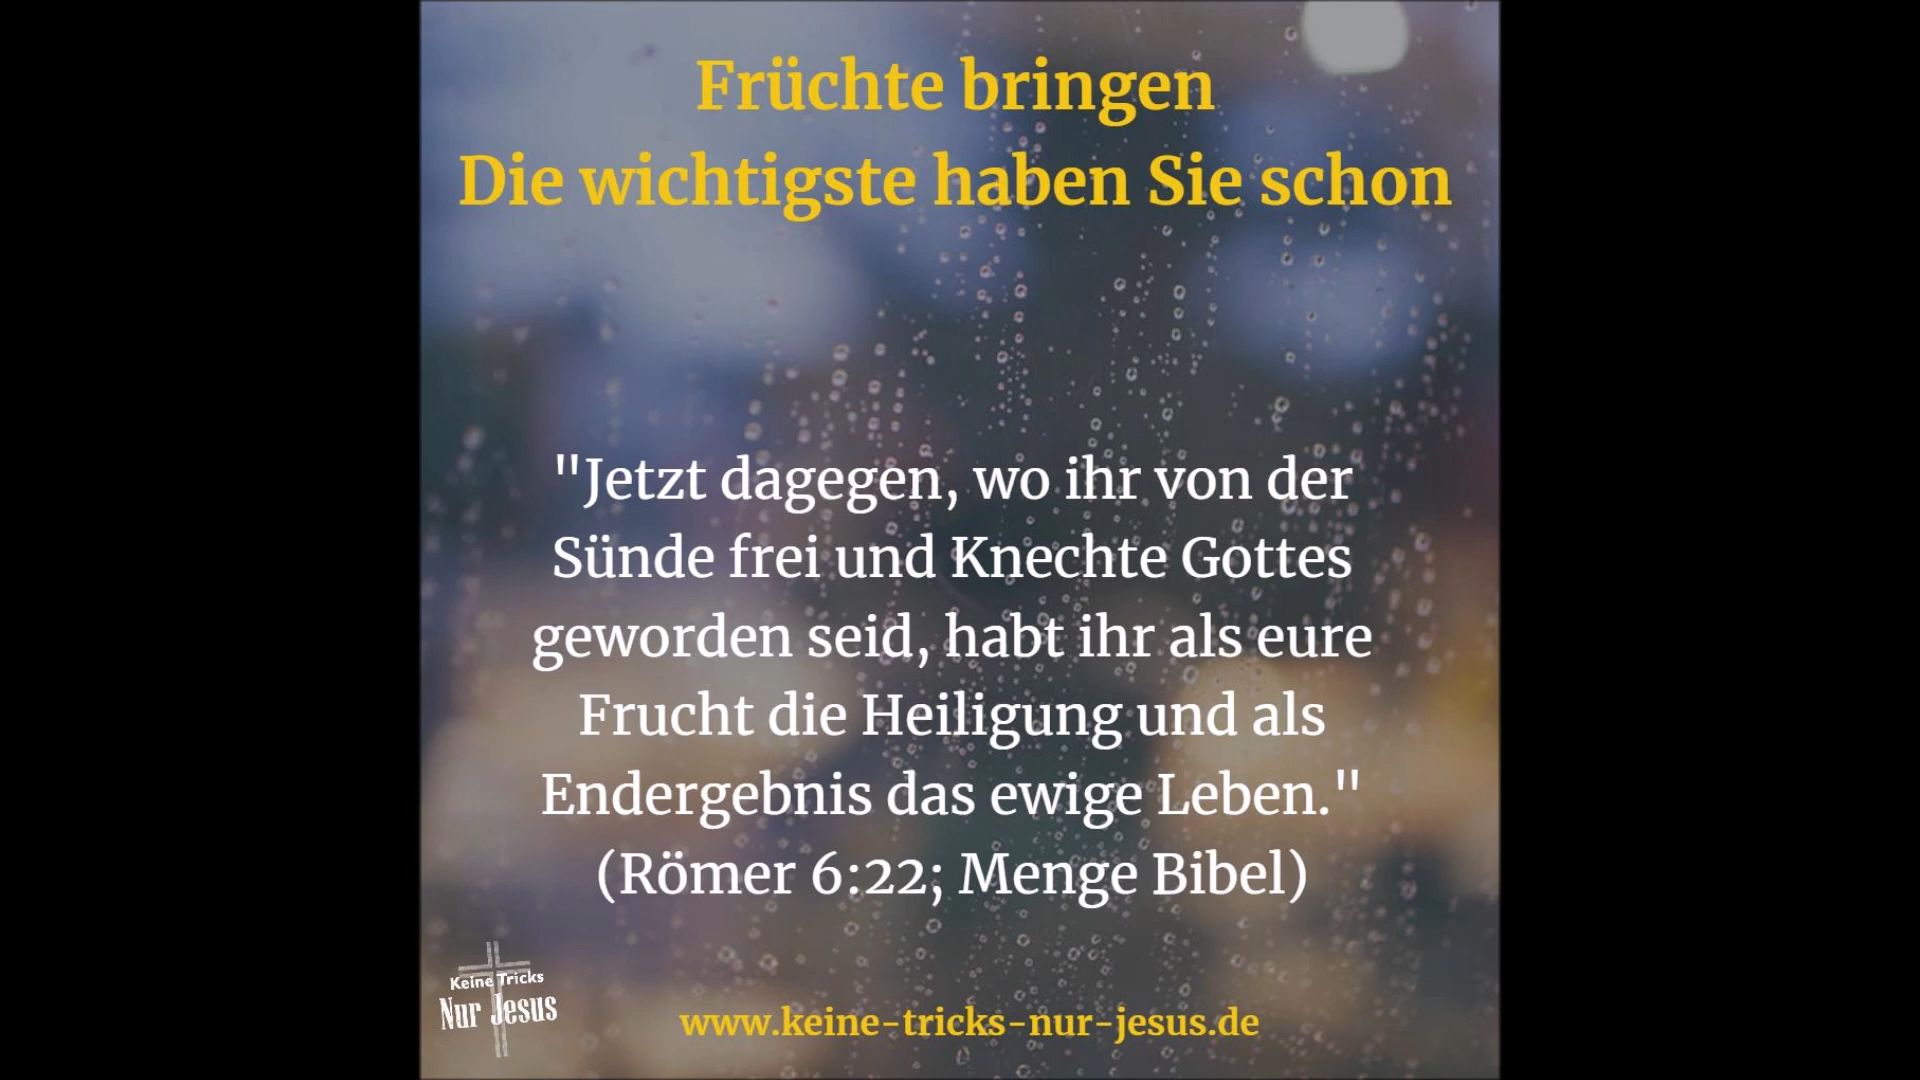 Früchte bringen
Die wichtigste haben Sie schon
"Jetzt dagegen, wo ihr von der
Sünde frei und Knechte Gottes
geworden seid, habt ihr als eure
Frucht die Heiligung und als
Endergebnis das ewige Leben."
(Römer 6:22; Menge Bibel)
Keine Tricks
Nur Jesus
www.keine-tricks-nur-jesus.de